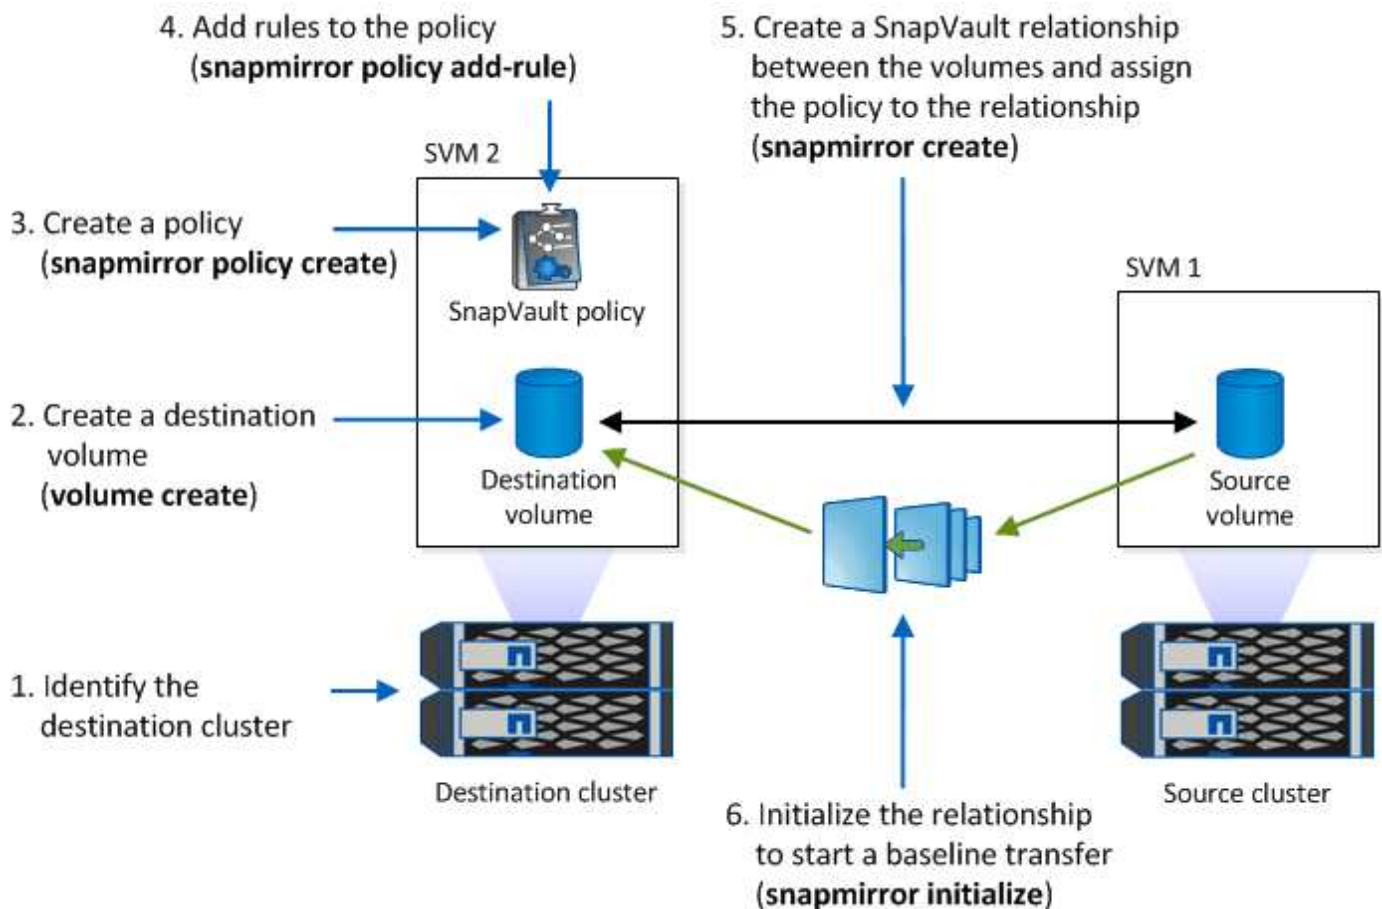 4. Add rules to the policy
(snapmirror policy add-rule)
5. Create a SnapVault relationship
between the volumes and assign
the policy to the relationship
(snapmirror create)
SVM 2
3. Create a policy
(snapmirror policy create)
SnapVault policy
SVM 1
2. Create a destination
volume
(volume create)
Destination
volume
Source
volume
1. Identify the
destination cluster
Destination cluster
Source cluster
6. Initialize the relationship
to start a baseline transfer
(snapmirror initialize)